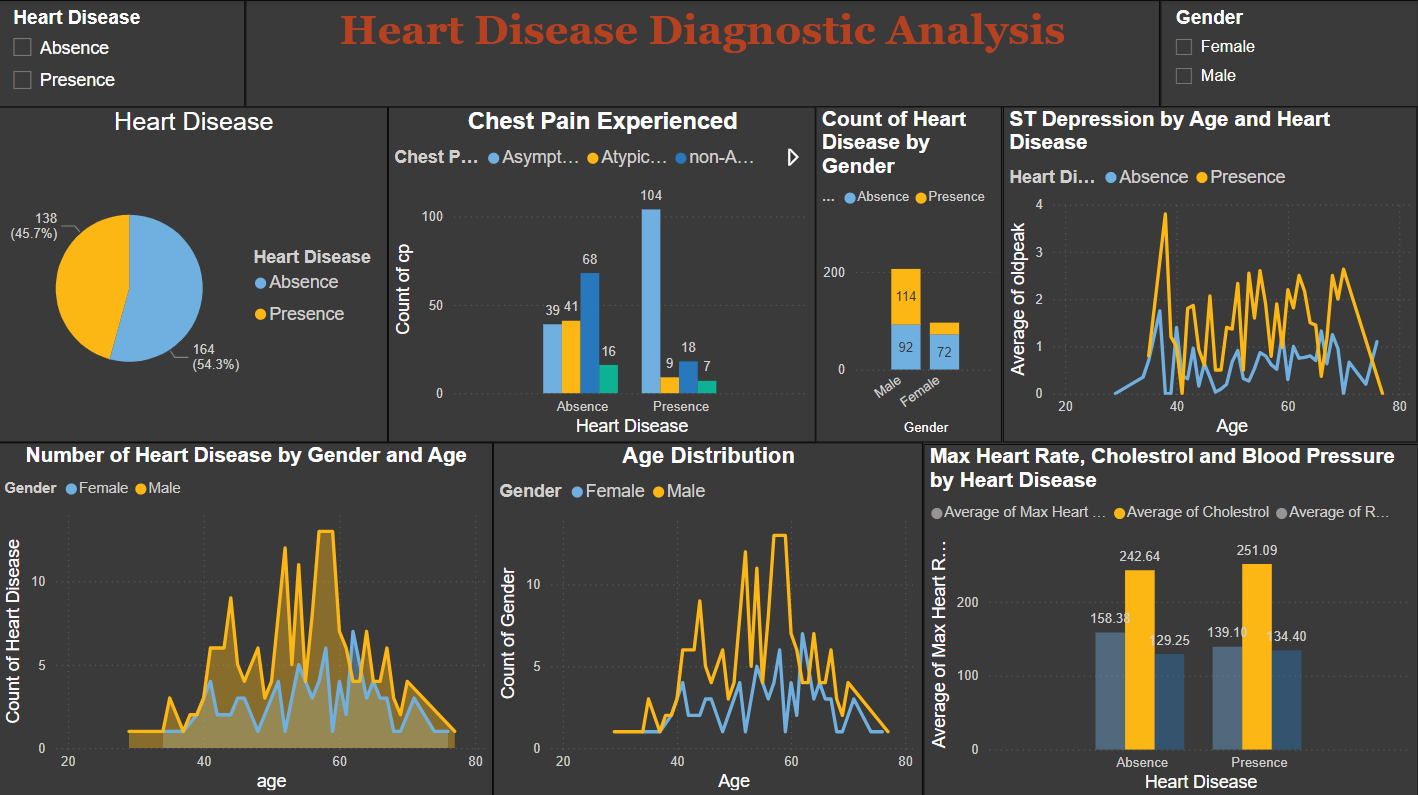 Heart Disease
Absence
Presence
Heart Disease Diagnostic Analysis
Gender
Female
Male
Heart Disease
138
(45.7%)
164
(54.3%)
Heart Disease
Absence
Presence
Chest Pain Experienced
Chest P... Asympt... Atypic... non-A...
Count of cp
100
50
0
39
41
68
16
104
9
18
7
Absence
Presence
Heart Disease
Count of Heart
Disease by
Gender
... Absence Presence
200
0
114
92
72
Male
Female
Gender
ST Depression by Age and Heart
Disease
Heart Di... Absence Presence
Average of oldpeak
4
3
2
1
0
20
40
60
80
Age
Number of Heart Disease by Gender and Age
Gender Female Male
Count of Heart Disease
10
5
0
20
40
60
80
age
Age Distribution
Gender Female Male
Count of Gender
10
5
0
20
40
60
80
Age
Max Heart Rate, Cholestrol and Blood Pressure
by Heart Disease
Average of Max Heart ... Average of Cholestrol Average of R...
Average of Max Heart R...
200
100
0
158.38
242.64
129.25
139.10
251.09
134.40
Absence
Presence
Heart Disease